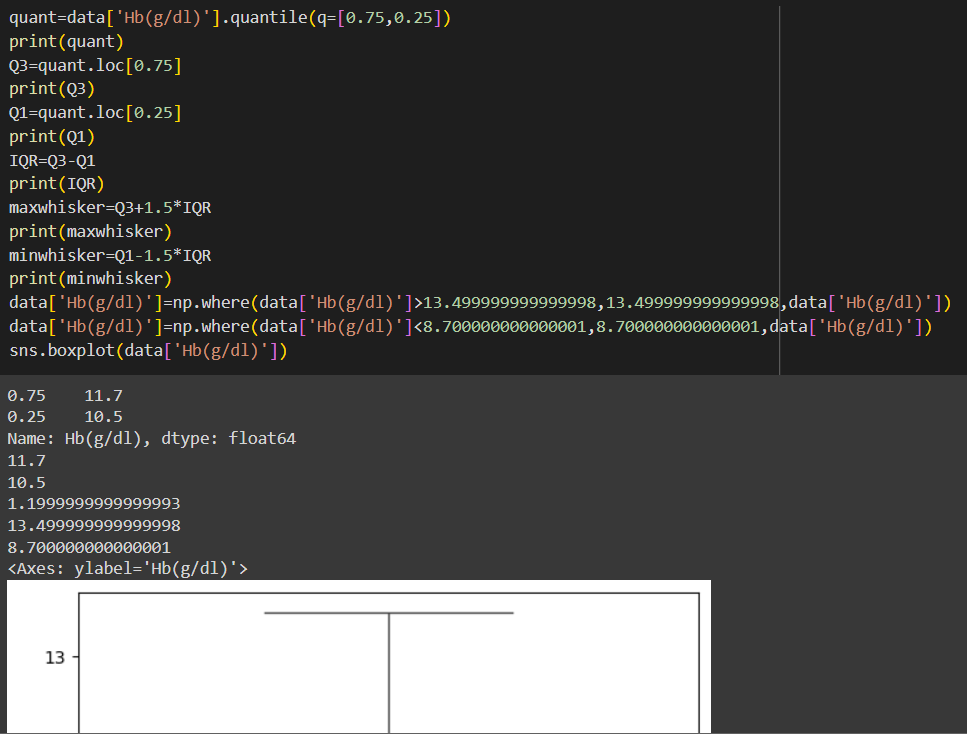 quant=data['Hb(g/dl)'].quantile(q=[0.75,0.25])
print(quant)
Q3=quant.loc[0.75]
print(Q3)
Q1=quant.loc[0.25]
print(Q1)
IQR=Q3-Q1
print(IQR)
maxwhisker=Q3+1.5*IQR
print(maxwhisker)
minwhisker=Q1-1.5*IQR
print(minwhisker)
data['Hb(g/dl)']=np.where(data['Hb(g/dl)']>13.499999999999998,13.499999999999998,data['Hb(g/dl)'])
data['Hb(g/dl)']=np.where(data['Hb(g/dl)']<8.700000000000001,8.700000000000001,data['Hb(g/dl)'])
sns.boxplot(data['Hb(g/dl)'])
0.75    11.7
0.25    10.5
Name: Hb(g/dl), dtype: float64
11.7
10.5
1.1999999999999993
13.499999999999998
8.700000000000001
<Axes: ylabel='Hb(g/dl)'>
13